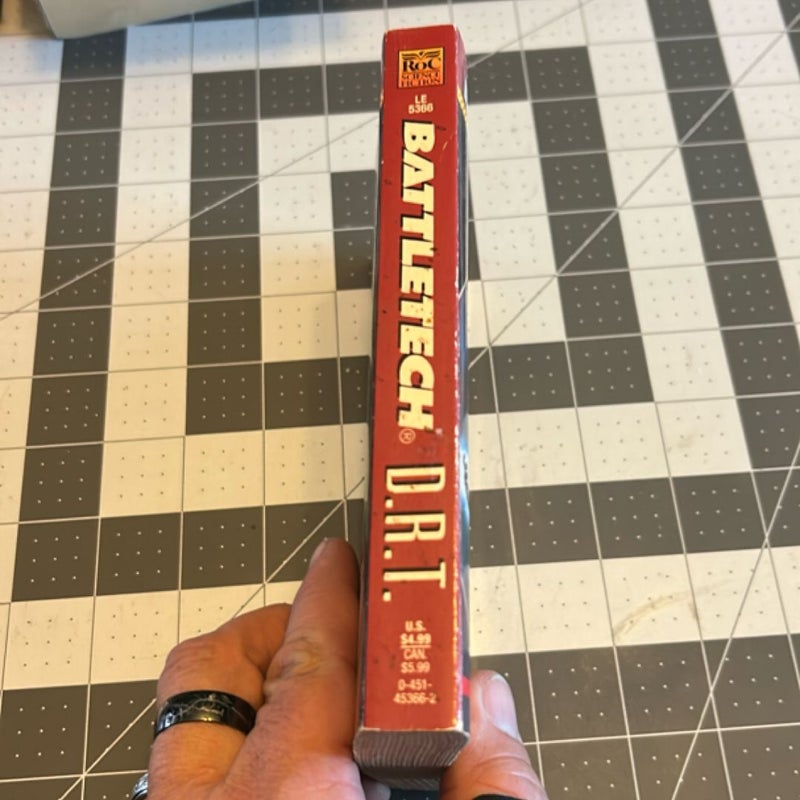 ROC
SCIENCE
FICTION
LE
5366
BATTLETECH®
D.R.T.
U.S.
$4.99
CAN.
$5.99
0-451-
45366-2